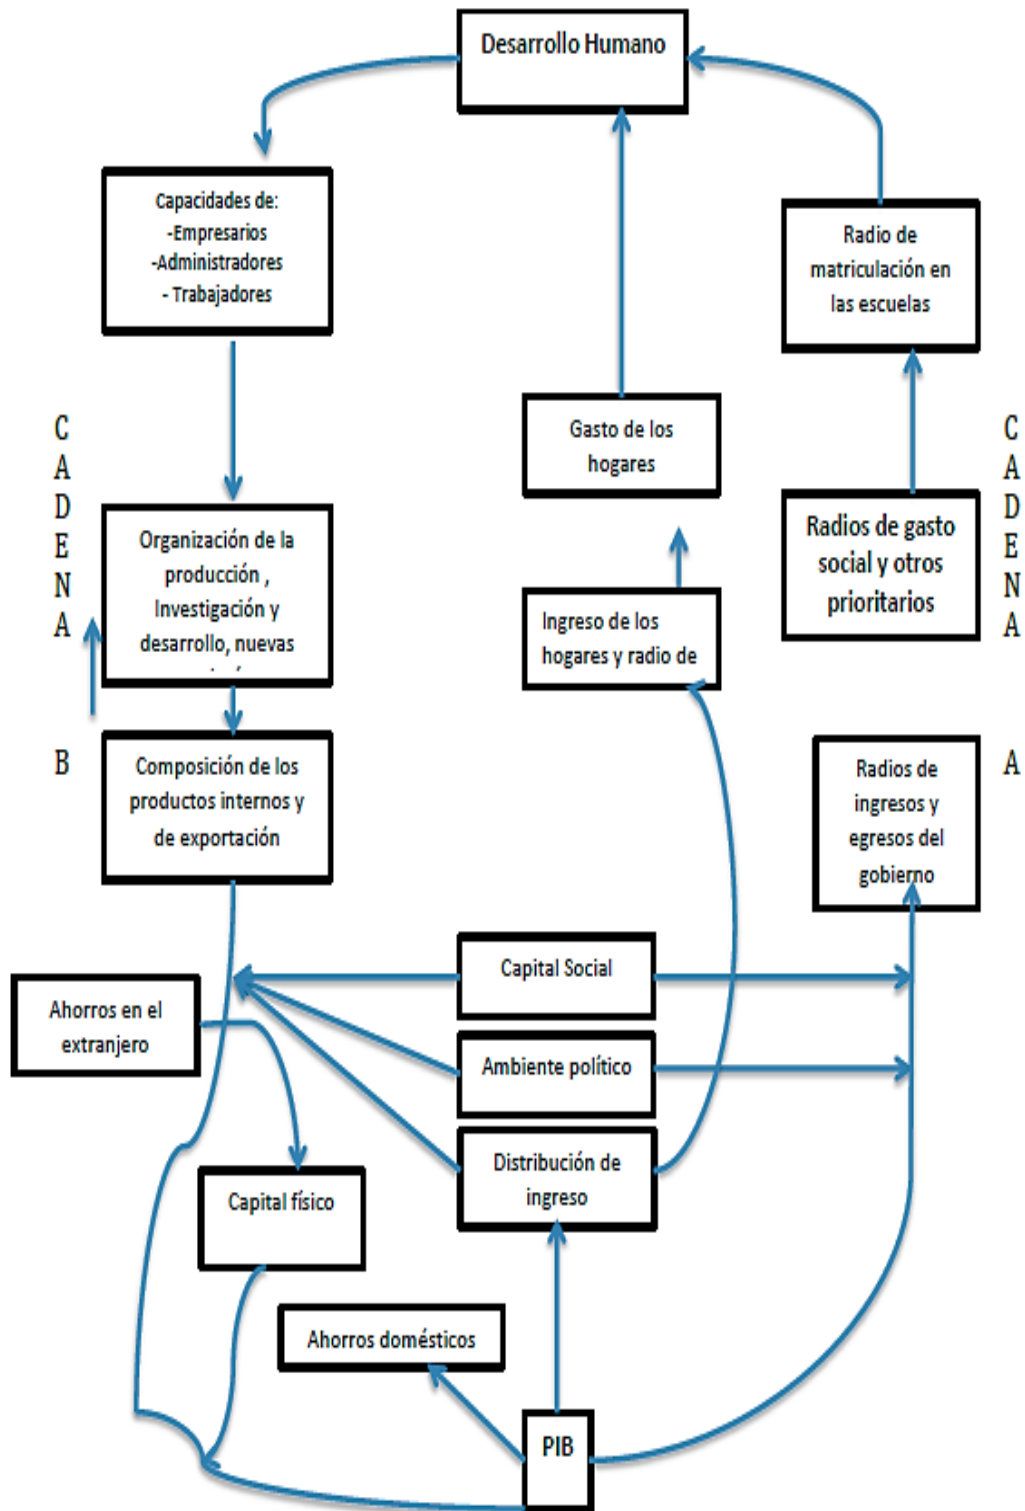 Desarrollo Humano
Capacidades de:
-Empresarios
-Administradores
- Trabajadores
Radio de
matriculación en
las escuelas
Gasto de los
hogares
CADENA
CADENA
Radios de gasto
social y otros
prioritarios
Organización de la
producción ,
Investigación y
desarrollo, nuevas
Ingreso de los
hogares y radio de
B
A
Composición de los
productos internos y
de exportación
Radios de
ingresos y
egresos del
gobierno
Capital Social
Ahorros en el
extranjero
Ambiente político
Distribución de
ingreso
Capital físico
Ahorros domésticos
PIB